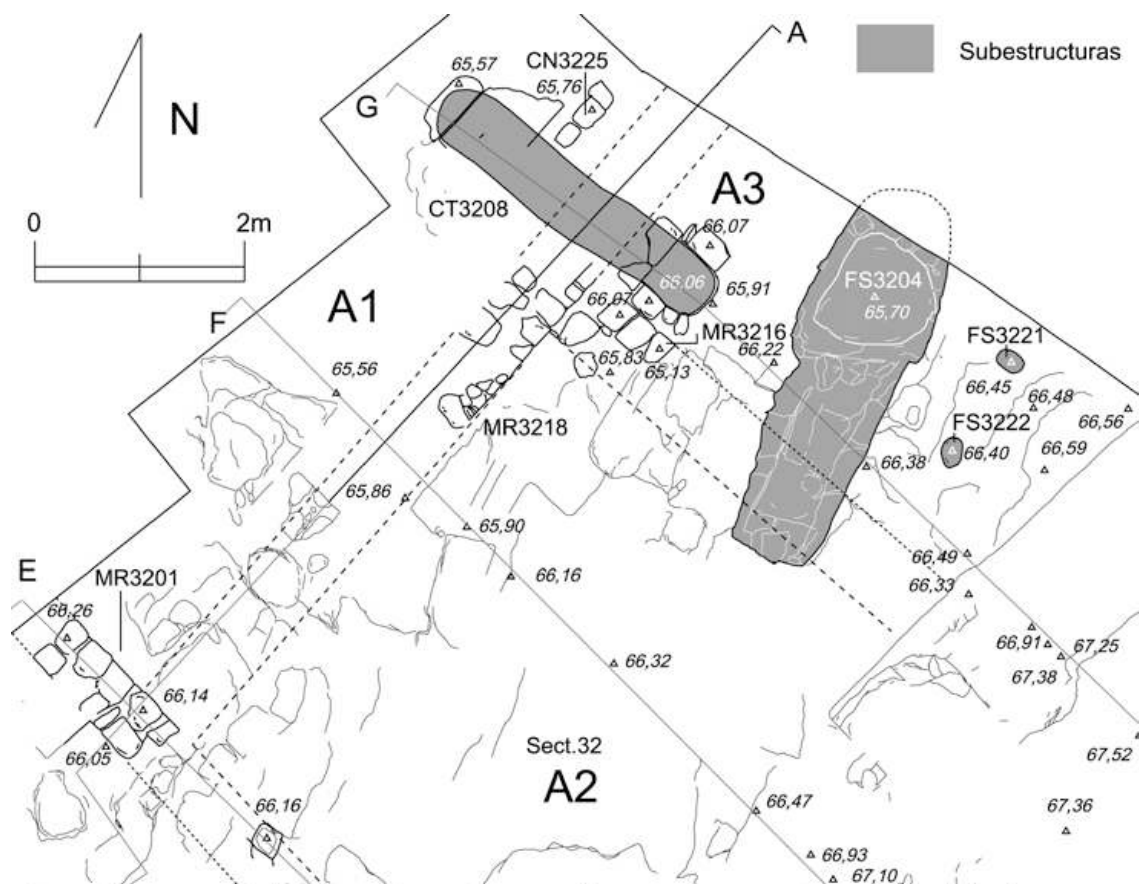 A
Subestructuras
65,57
CN3225
65,76
G
N
0
2m
CT3208
A3
66,07
66,06
65,91
FS3204
65,70
FS3221
66,45
66,48
66,56
FS3222
66,40
66,59
A1
66,07
MR3216
65,83
65,13
66,22
F
65,56
MR3218
66,38
65,86
65,90
66,16
66,49
66,33
E
MR3201
66,26
66,14
66,05
66,32
66,91
67,25
67,38
67,52
Sect.32
A2
66,16
66,47
67,36
66,93
67,10